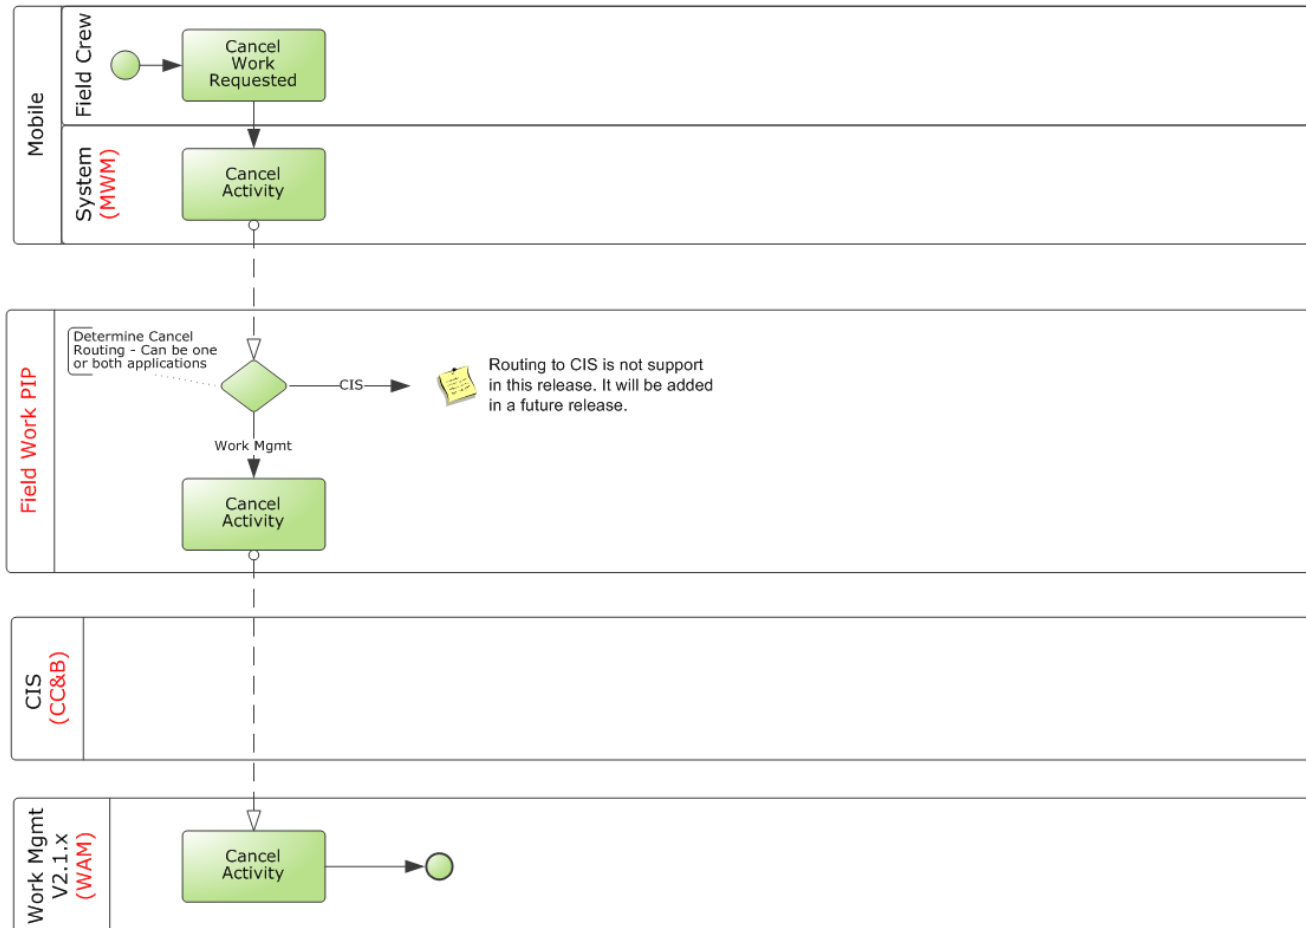 Mobile
Field Crew
Cancel
Work
Requested
System
(MWM)
Cancel
Activity
Field Work PIP
Determine Cancel
Routing - Can be one
or both applications
CIS
Routing to CIS is not support
in this release. It will be added
in a future release.
Work Mgmt
Cancel
Activity
CIS
(CC&B)
Work Mgmt
V2.1.x
(WAM)
Cancel
Activity